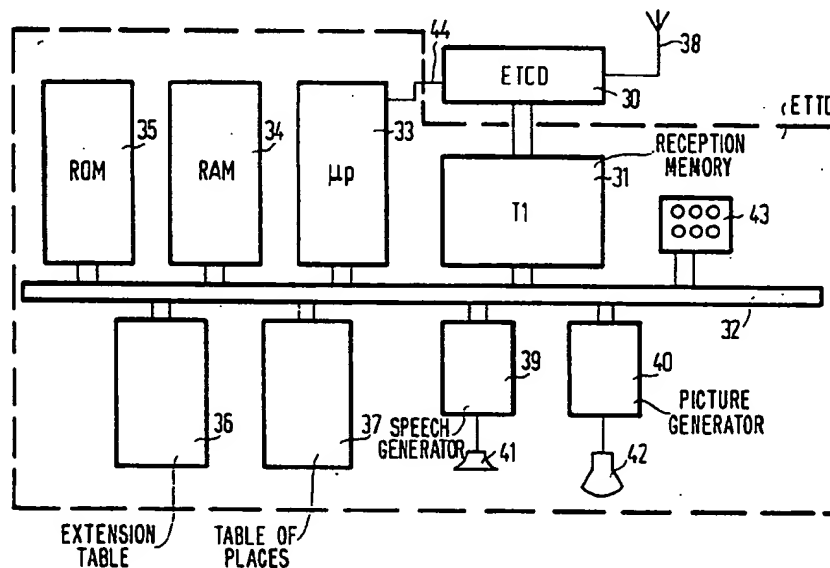 44
38
ETCD
30
ETTD
35
34
33
RECEPTION
MEMORY
31
ROM
RAM
μp
T1
43
32
39
40
36
37
SPEECH
GENERATOR
PICTURE
GENERATOR
41
42
EXTENSION
TABLE
TABLE OF
PLACES